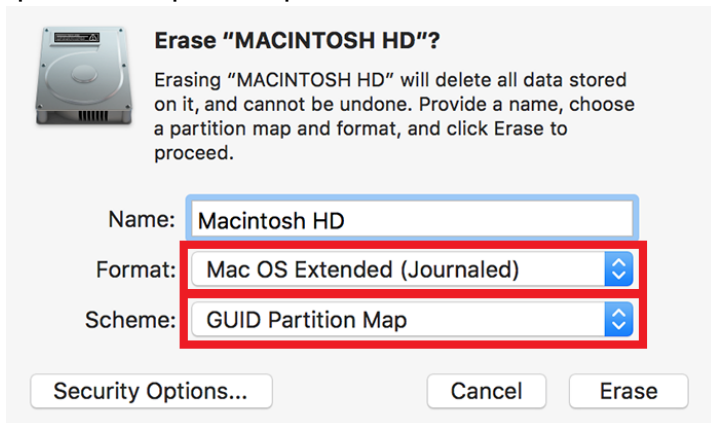 Erase “MACINTOSH HD”?
Erasing “MACINTOSH HD” will delete all data stored
on it, and cannot be undone. Provide a name, choose
a partition map and format, and click Erase to
proceed.
Name: Macintosh HD
Format: Mac OS Extended (Journaled)
Scheme: GUID Partition Map
Security Options... Cancel Erase